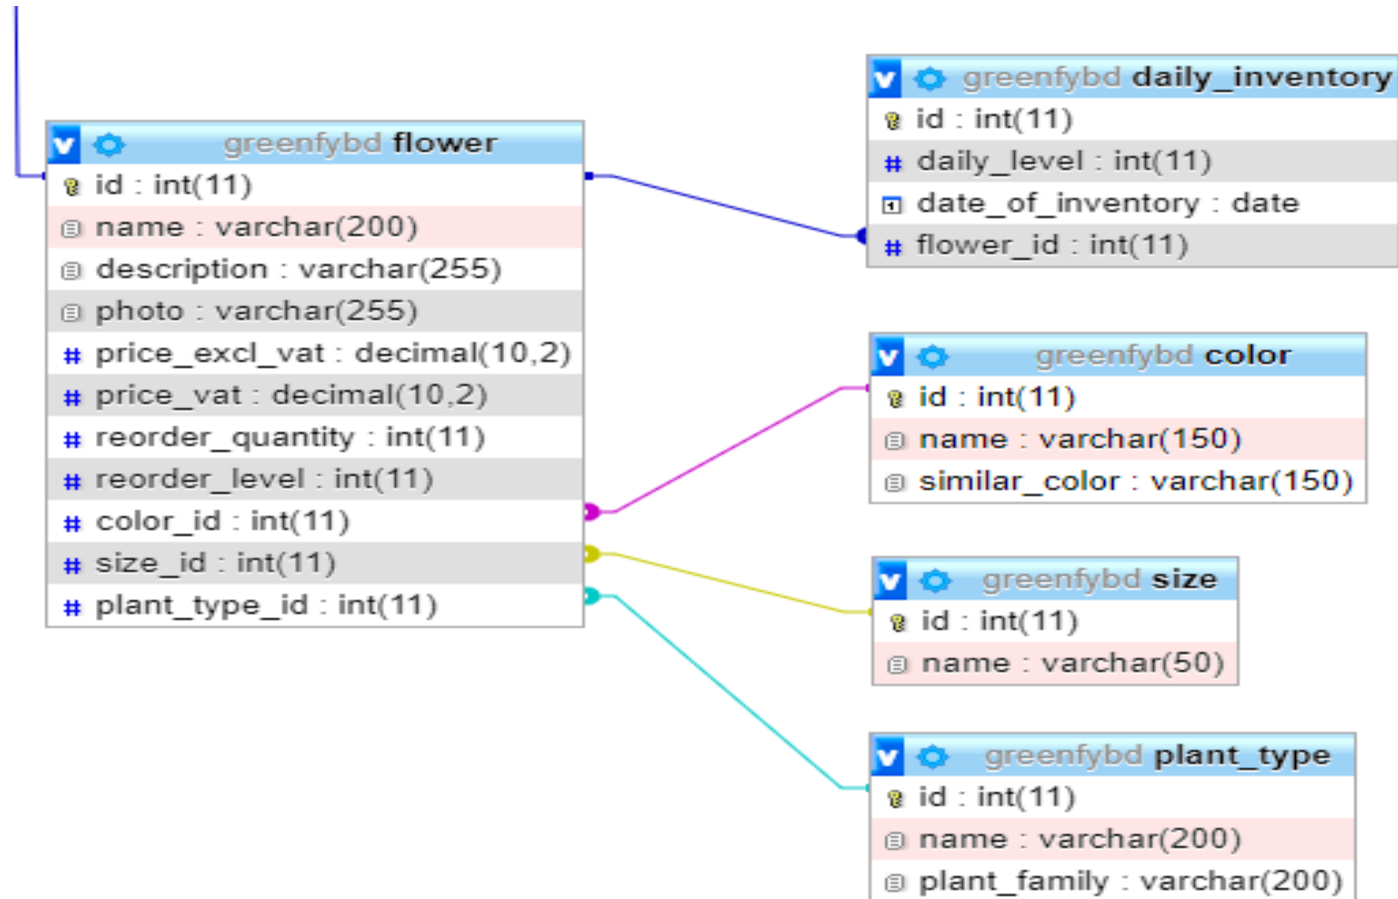 greenfybd flower
id : int(11)
name : varchar(200)
description : varchar(255)
photo : varchar(255)
price_excl_vat : decimal(10,2)
price_vat : decimal(10,2)
reorder_quantity : int(11)
reorder_level : int(11)
color_id : int(11)
size_id : int(11)
plant_type_id : int(11)
greenfybd daily_inventory
id : int(11)
daily_level : int(11)
date_of_inventory : date
flower_id : int(11)
greenfybd color
id : int(11)
name : varchar(150)
similar_color : varchar(150)
greenfybd size
id : int(11)
name : varchar(50)
greenfybd plant_type
id : int(11)
name : varchar(200)
plant_family : varchar(200)